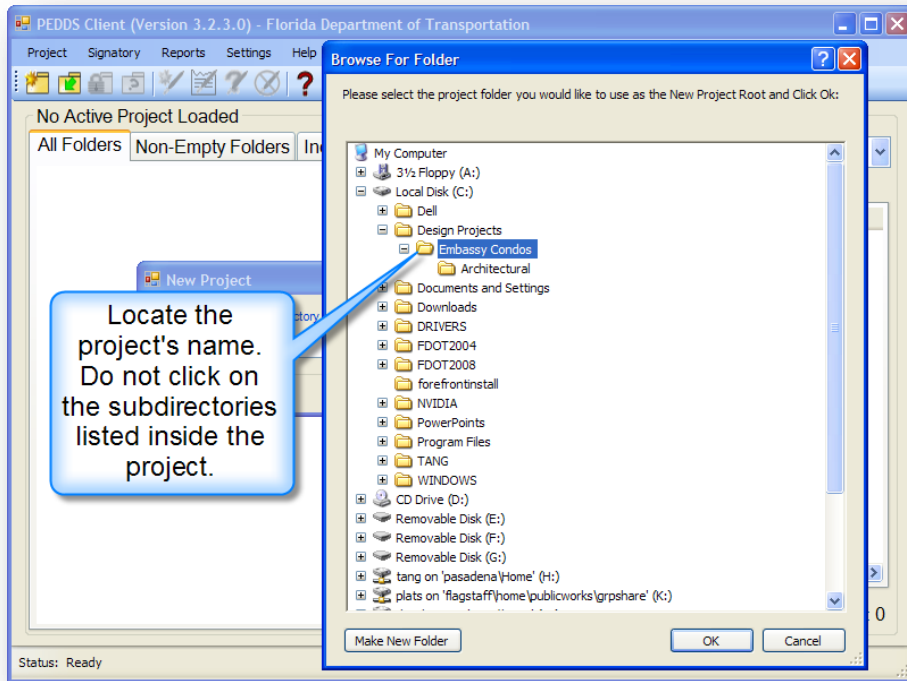 PEDDS Client (Version 3.2.3.0) - Florida Department of Transportation
Project Signatory Reports Settings Help
No Active Project Loaded
All Folders Non-Empty Folders
New Project
Locate the
project's name.
Do not click on
the subdirectories
listed inside the
project.
Status: Ready
Browse For Folder
Please select the project folder you would like to use as the New Project Root and Click Ok:
My Computer
3½ Floppy (A:)
Local Disk (C:)
Dell
Design Projects
Embassy Condos
Architectural
Documents and Settings
Downloads
DRIVERS
FDOT2004
FDOT2008
forefrontinstall
NVIDIA
PowerPoints
Program Files
TANG
WINDOWS
CD Drive (D:)
Removable Disk (E:)
Removable Disk (F:)
Removable Disk (G:)
tang on 'pasadena\Home' (H:)
plats on 'flagstaff\home\publicworks\grpshare' (K:)
Make New Folder OK Cancel
0